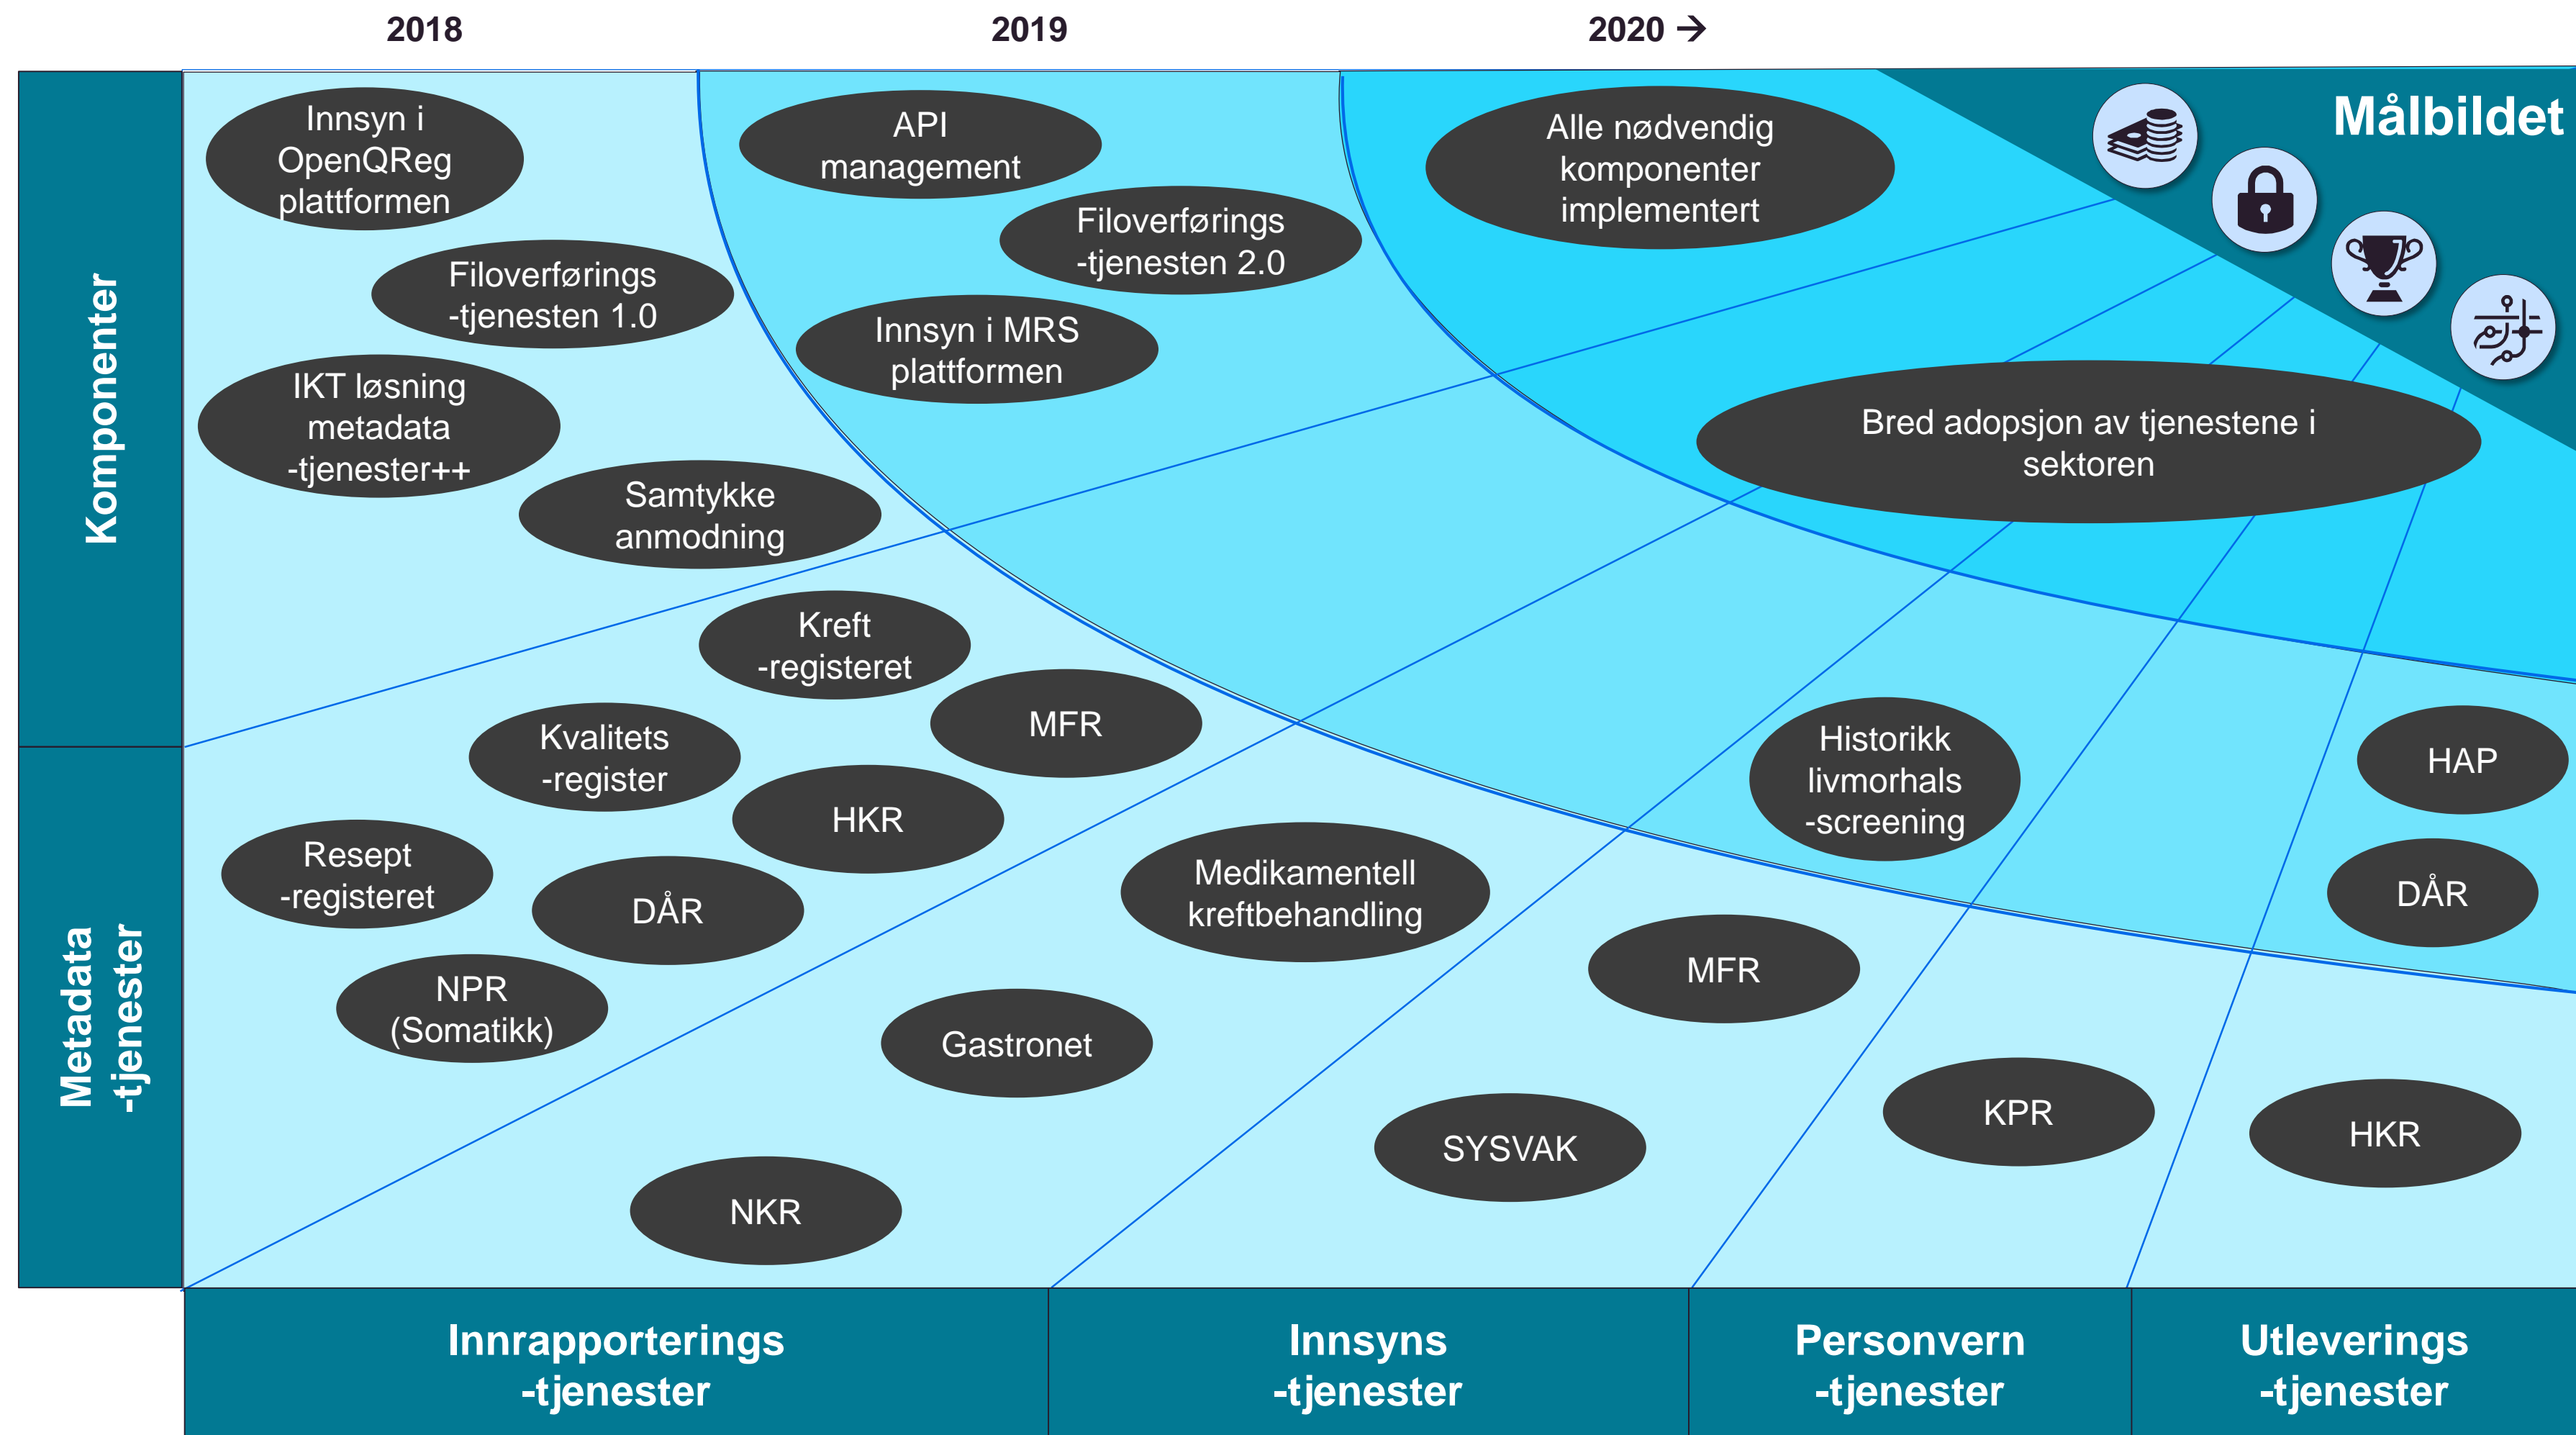 2018
2019
2020 →
Målbildet
Komponenter
Innsyn i
OpenQReg
plattformen
Filoverførings
-tjenesten 1.0
IKT løsning
metadata
-tjenester++
Samtykke
anmodning
API
management
Filoverførings
-tjenesten 2.0
Innsyn i MRS
plattformen
Alle nødvendig
komponenter
implementert
Bred adopsjon av tjenestene i
sektoren
Metadata
-tjenester
Kreft
-registeret
MFR
Kvalitets
-register
HKR
Resept
-registeret
DÅR
NPR
(Somatikk)
Medikamentell
kreftbehandling
Gastronet
NKR
Historikk
livmorhals
-screening
MFR
SYSVAK
KPR
HAP
DÅR
HKR
Innrapporterings
-tjenester
Innsyns
-tjenester
Personvern
-tjenester
Utleverings
-tjenester